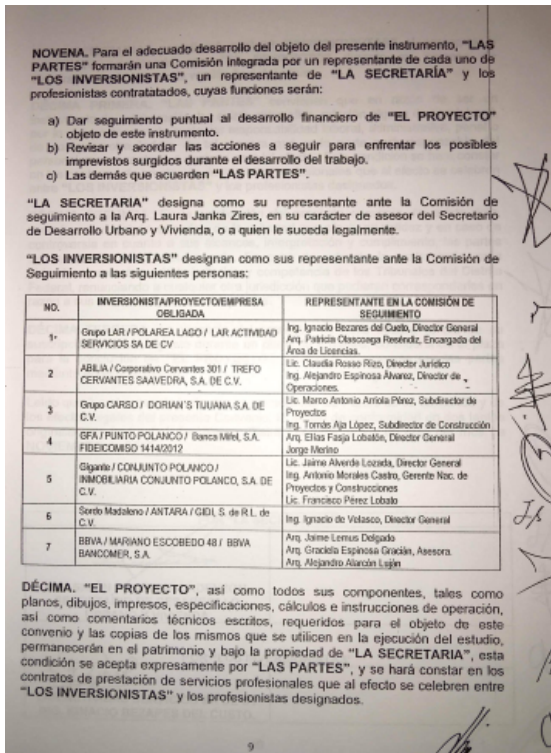 NOVENA. Para el adecuado desarrollo del objeto del presente instrumento, "LAS
PARTES" formarán una Comisión integrada por un representante de cada uno de
"LOS INVERSIONISTAS", un representante de "LA SECRETARÍA" y los
profesionistas contratatados, cuyas funciones serán:
a) Dar seguimiento puntual al desarrollo financiero de "EL PROYECTO"
objeto de este instrumento.
b) Revisar y acordar las acciones a seguir para enfrentar los posibles
imprevistos surgidos durante el desarrollo del trabajo.
c) Las demás que acuerden "LAS PARTES".
"LA SECRETARIA" designa como su representante ante la Comisión de
seguimiento a la Arq. Laura Janka Zires, en su carácter de asesor del Secretario
de Desarrollo Urbano y Vivienda, o a quien le suceda legalmente.
"LOS INVERSIONISTAS" designan como sus representante ante la Comisión de
Seguimiento a las siguientes personas:
NO.
INVERSIONISTA/PROYECTO/EMPRESA
OBLIGADA
REPRESENTANTE EN LA COMISIÓN DE
SEGUIMIENTO
1
Grupo LAR / POLAREA LAGO / LAR ACTIVIDAD
SERVICIOS SA DE CV
Ing. Ignacio Bezares del Cueto, Director General
Arq. Patricia Olascoaga Reséndiz, Encargada del
Área de Licencias.
2
ABILIA / Corporativo Cervantes 301 / TREFO
CERVANTES SAAVEDRA, S.A. DE C.V.
Lic. Claudia Rosso Rizo, Director Jurídico
Ing. Alejandro Espinosa Álvarez, Director de
Operaciones.
3
Grupo CARSO / DORIAN'S TIJUANA S.A. DE
C.V.
Lic. Marco Antonio Arriola Pérez, Subdirector de
Proyectos
Ing. Tomás Aja López, Subdirector de Construcción
4
GFA / PUNTO POLANCO / Banca Mifel, S.A.
FIDEICOMISO 1414/2012
Arq. Elías Fasja Lobatón, Director General
Jorge Merino
5
Gigante / CONJUNTO POLANCO /
INMOBILIARIA CONJUNTO POLANCO, S.A. DE
C.V.
Lic. Jaime Alverde Lozada, Director General
Ing. Antonio Morales Castro, Gerente Nac. de
Proyectos y Construcciones
Lic. Francisco Pérez Lobato
6
Sordo Madaleno / ANTARA / GIDI, S. de R.L. de
C.V.
Ing. Ignacio de Velasco, Director General
7
BBVA / MARIANO ESCOBEDO 48 / BBVA
BANCOMER, S.A.
Arq. Jaime Lemus Delgado
Arq. Graciela Espinosa Gracián, Asesora
Arq. Alejandro Alarcón Luján
DÉCIMA. "EL PROYECTO", así como todos sus componentes, tales como
planos, dibujos, impresos, especificaciones, cálculos e instrucciones de operación,
así como comentarios técnicos escritos, requeridos para el objeto de este
convenio y las copias de los mismos que se utilicen en la ejecución del estudio,
permanecerán en el patrimonio y bajo la propiedad de "LA SECRETARIA", esta
condición se acepta expresamente por "LAS PARTES", y se hará constar en los
contratos de prestación de servicios profesionales que al efecto se celebren entre
"LOS INVERSIONISTAS" y los profesionistas designados.
9